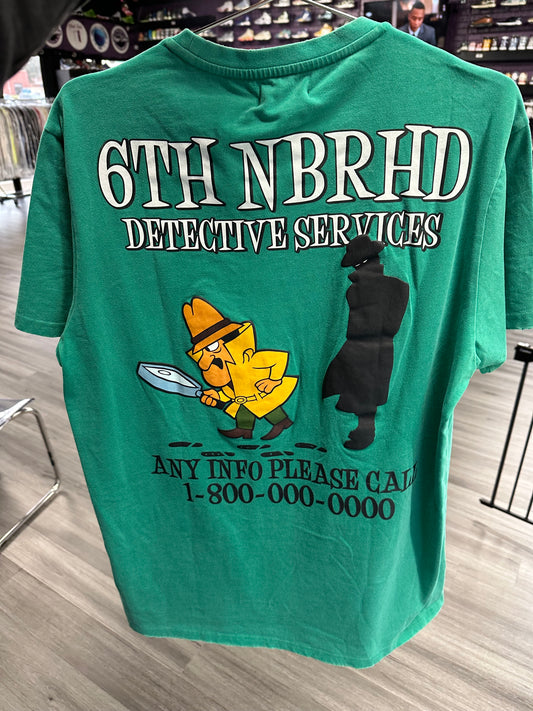 6TH NBRHD
DETECTIVE SERVICES
ANY INFO PLEASE CALL
1-800-000-0000